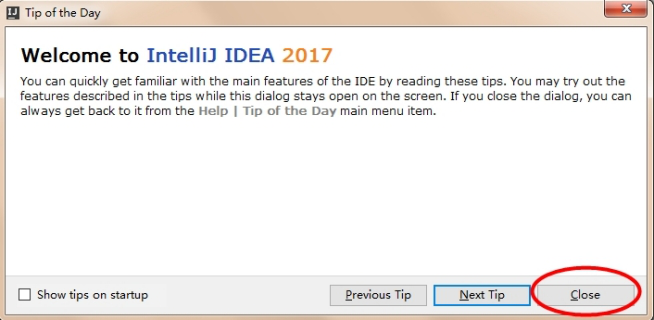 IJ Tip of the Day
Welcome to IntelliJ IDEA 2017
You can quickly get familiar with the main features of the IDE by reading these tips. You may try out the
features described in the tips while this dialog stays open on the screen. If you close the dialog, you can
always get back to it from the Help | Tip of the Day main menu item.
Show tips on startup
Previous Tip
Next Tip
Close